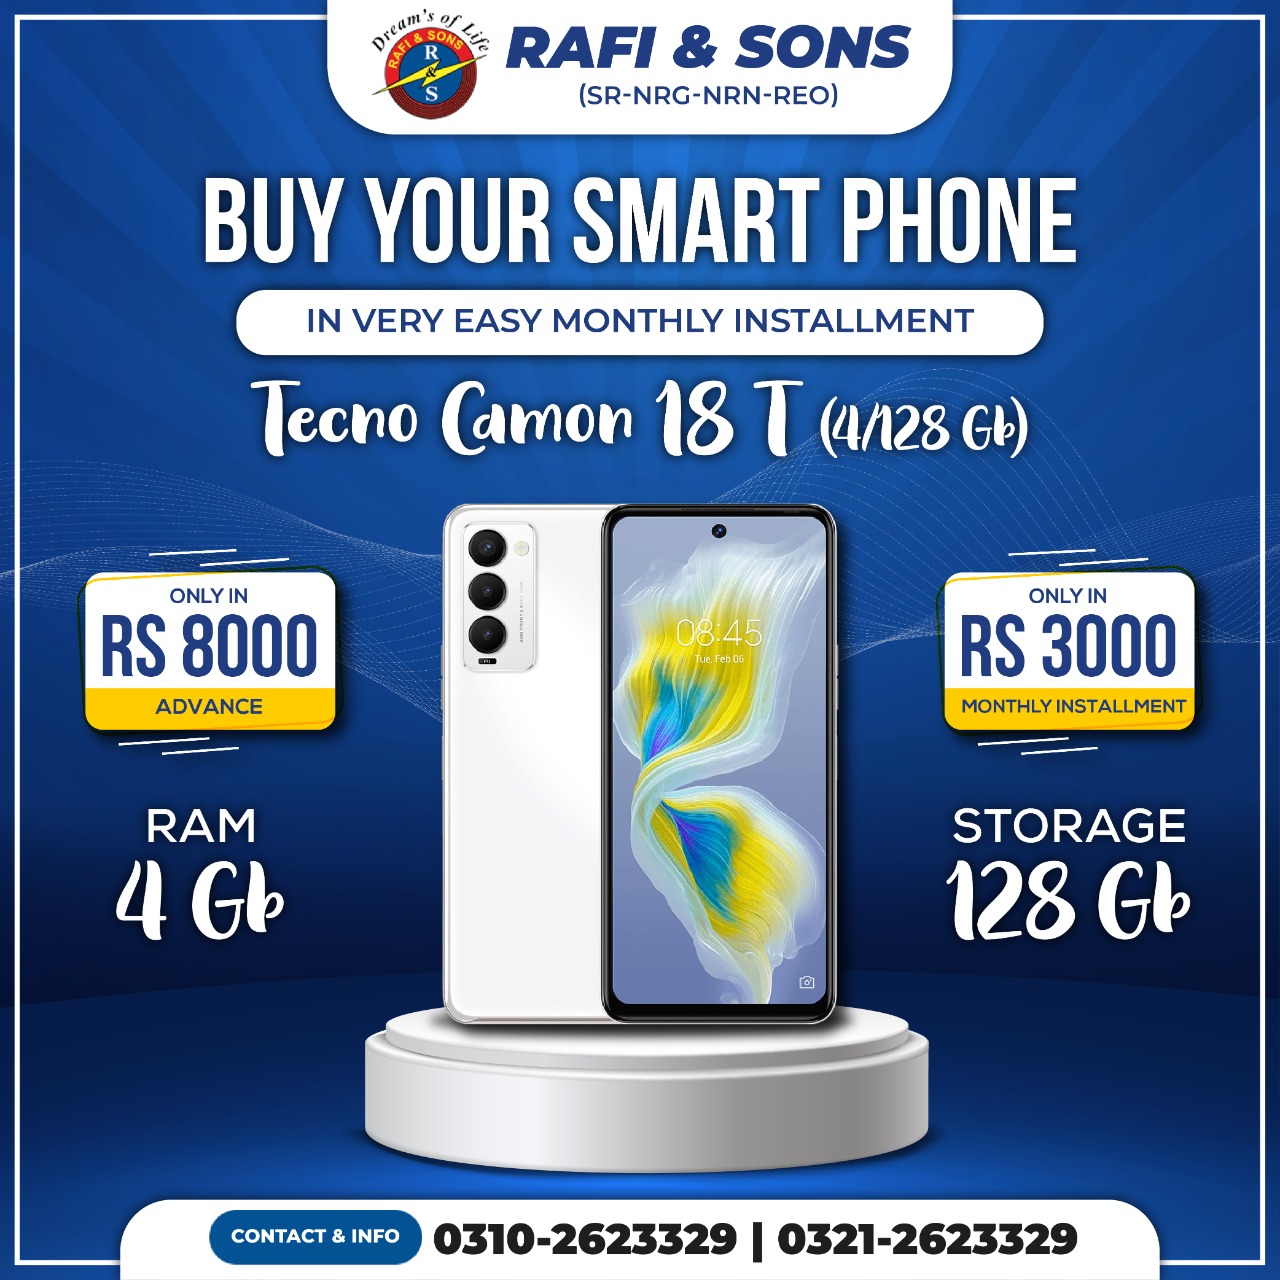 Dream's of Life
RAFI & SONS
R
&
S
RAFI & SONS
(SR-NRG-NRN-REO)
BUY YOUR SMART PHONE
IN VERY EASY MONTHLY INSTALLMENT
Tecno Camon 18 T (4/128 Gb)
ONLY IN
RS 8000
ADVANCE
ONLY IN
RS 3000
MONTHLY INSTALLMENT
AI
08:45
Tue, Feb 06
RAM
4 Gb
STORAGE
128 Gb
CONTACT & INFO
0310-2623329 | 0321-2623329